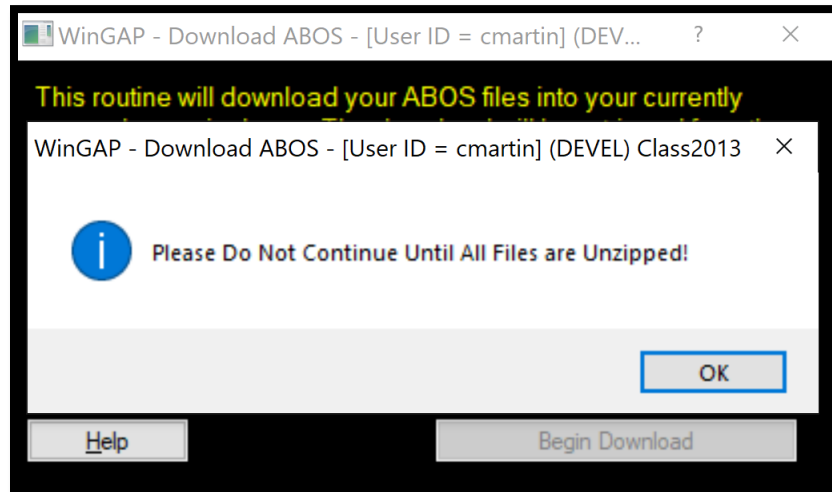 WinGAP - Download ABOS - [User ID = cmartin] (DEV... ?
This routine will download your ABOS files into your currently
WinGAP - Download ABOS - [User ID = cmartin] (DEVEL) Class2013
Please Do Not Continue Until All Files are Unzipped!
OK
Help Begin Download